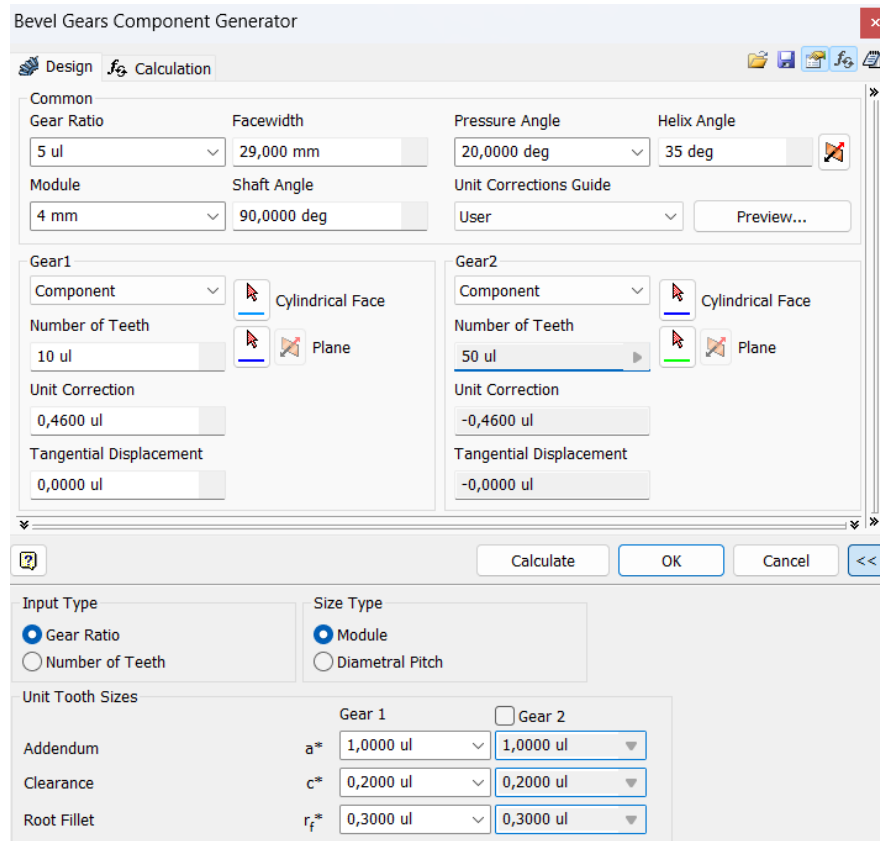 Bevel Gears Component Generator
Design
Calculation
Common
Gear Ratio Facewidth Pressure Angle Helix Angle
5 ul 29,000 mm 20,0000 deg 35 deg
Module Shaft Angle Unit Corrections Guide
4 mm 90,0000 deg User Preview...
Gear1
Component
Cylindrical Face
Number of Teeth
Plane
10 ul
Unit Correction
0,4600 ul
Tangential Displacement
0,0000 ul
Gear2
Component
Cylindrical Face
Number of Teeth
Plane
50 ul
Unit Correction
-0,4600 ul
Tangential Displacement
-0,0000 ul
Calculate OK Cancel <<
Input Type
Gear Ratio
Number of Teeth
Size Type
Module
Diametral Pitch
Unit Tooth Sizes
Gear 1 Gear 2
Addendum a* 1,0000 ul 1,0000 ul
Clearance c* 0,2000 ul 0,2000 ul
Root Fillet rf* 0,3000 ul 0,3000 ul